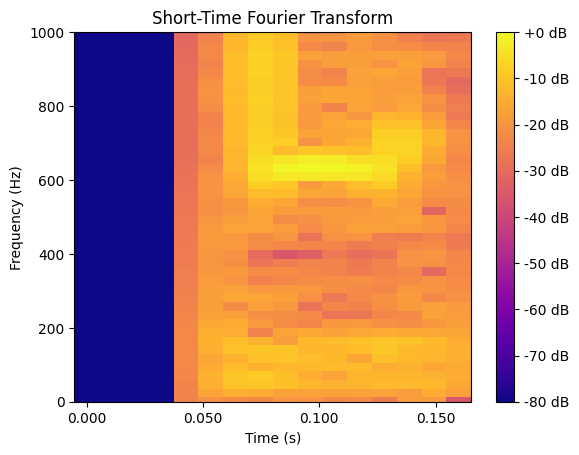 Short-Time Fourier Transform
1000
800
600
400
200
0
Frequency (Hz)
0.000
0.050
0.100
0.150
Time (s)
+0 dB
-10 dB
-20 dB
-30 dB
-40 dB
-50 dB
-60 dB
-70 dB
-80 dB